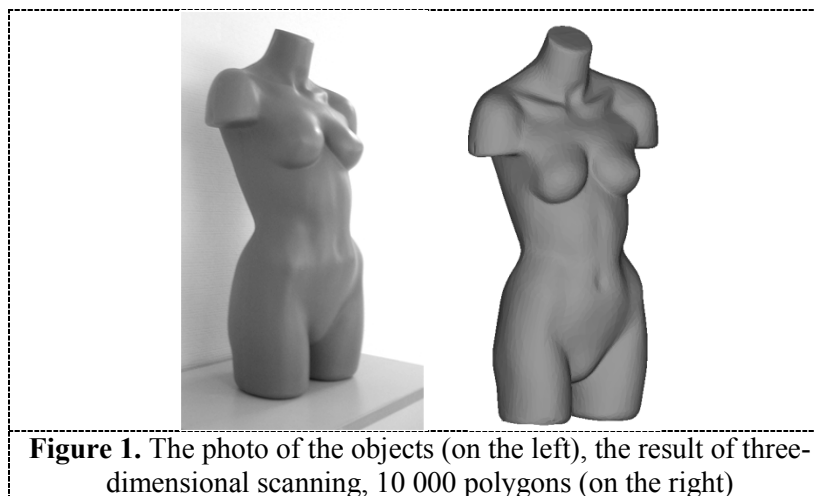 Figure 1. The photo of the objects (on the left), the result of three-
dimensional scanning, 10 000 polygons (on the right)